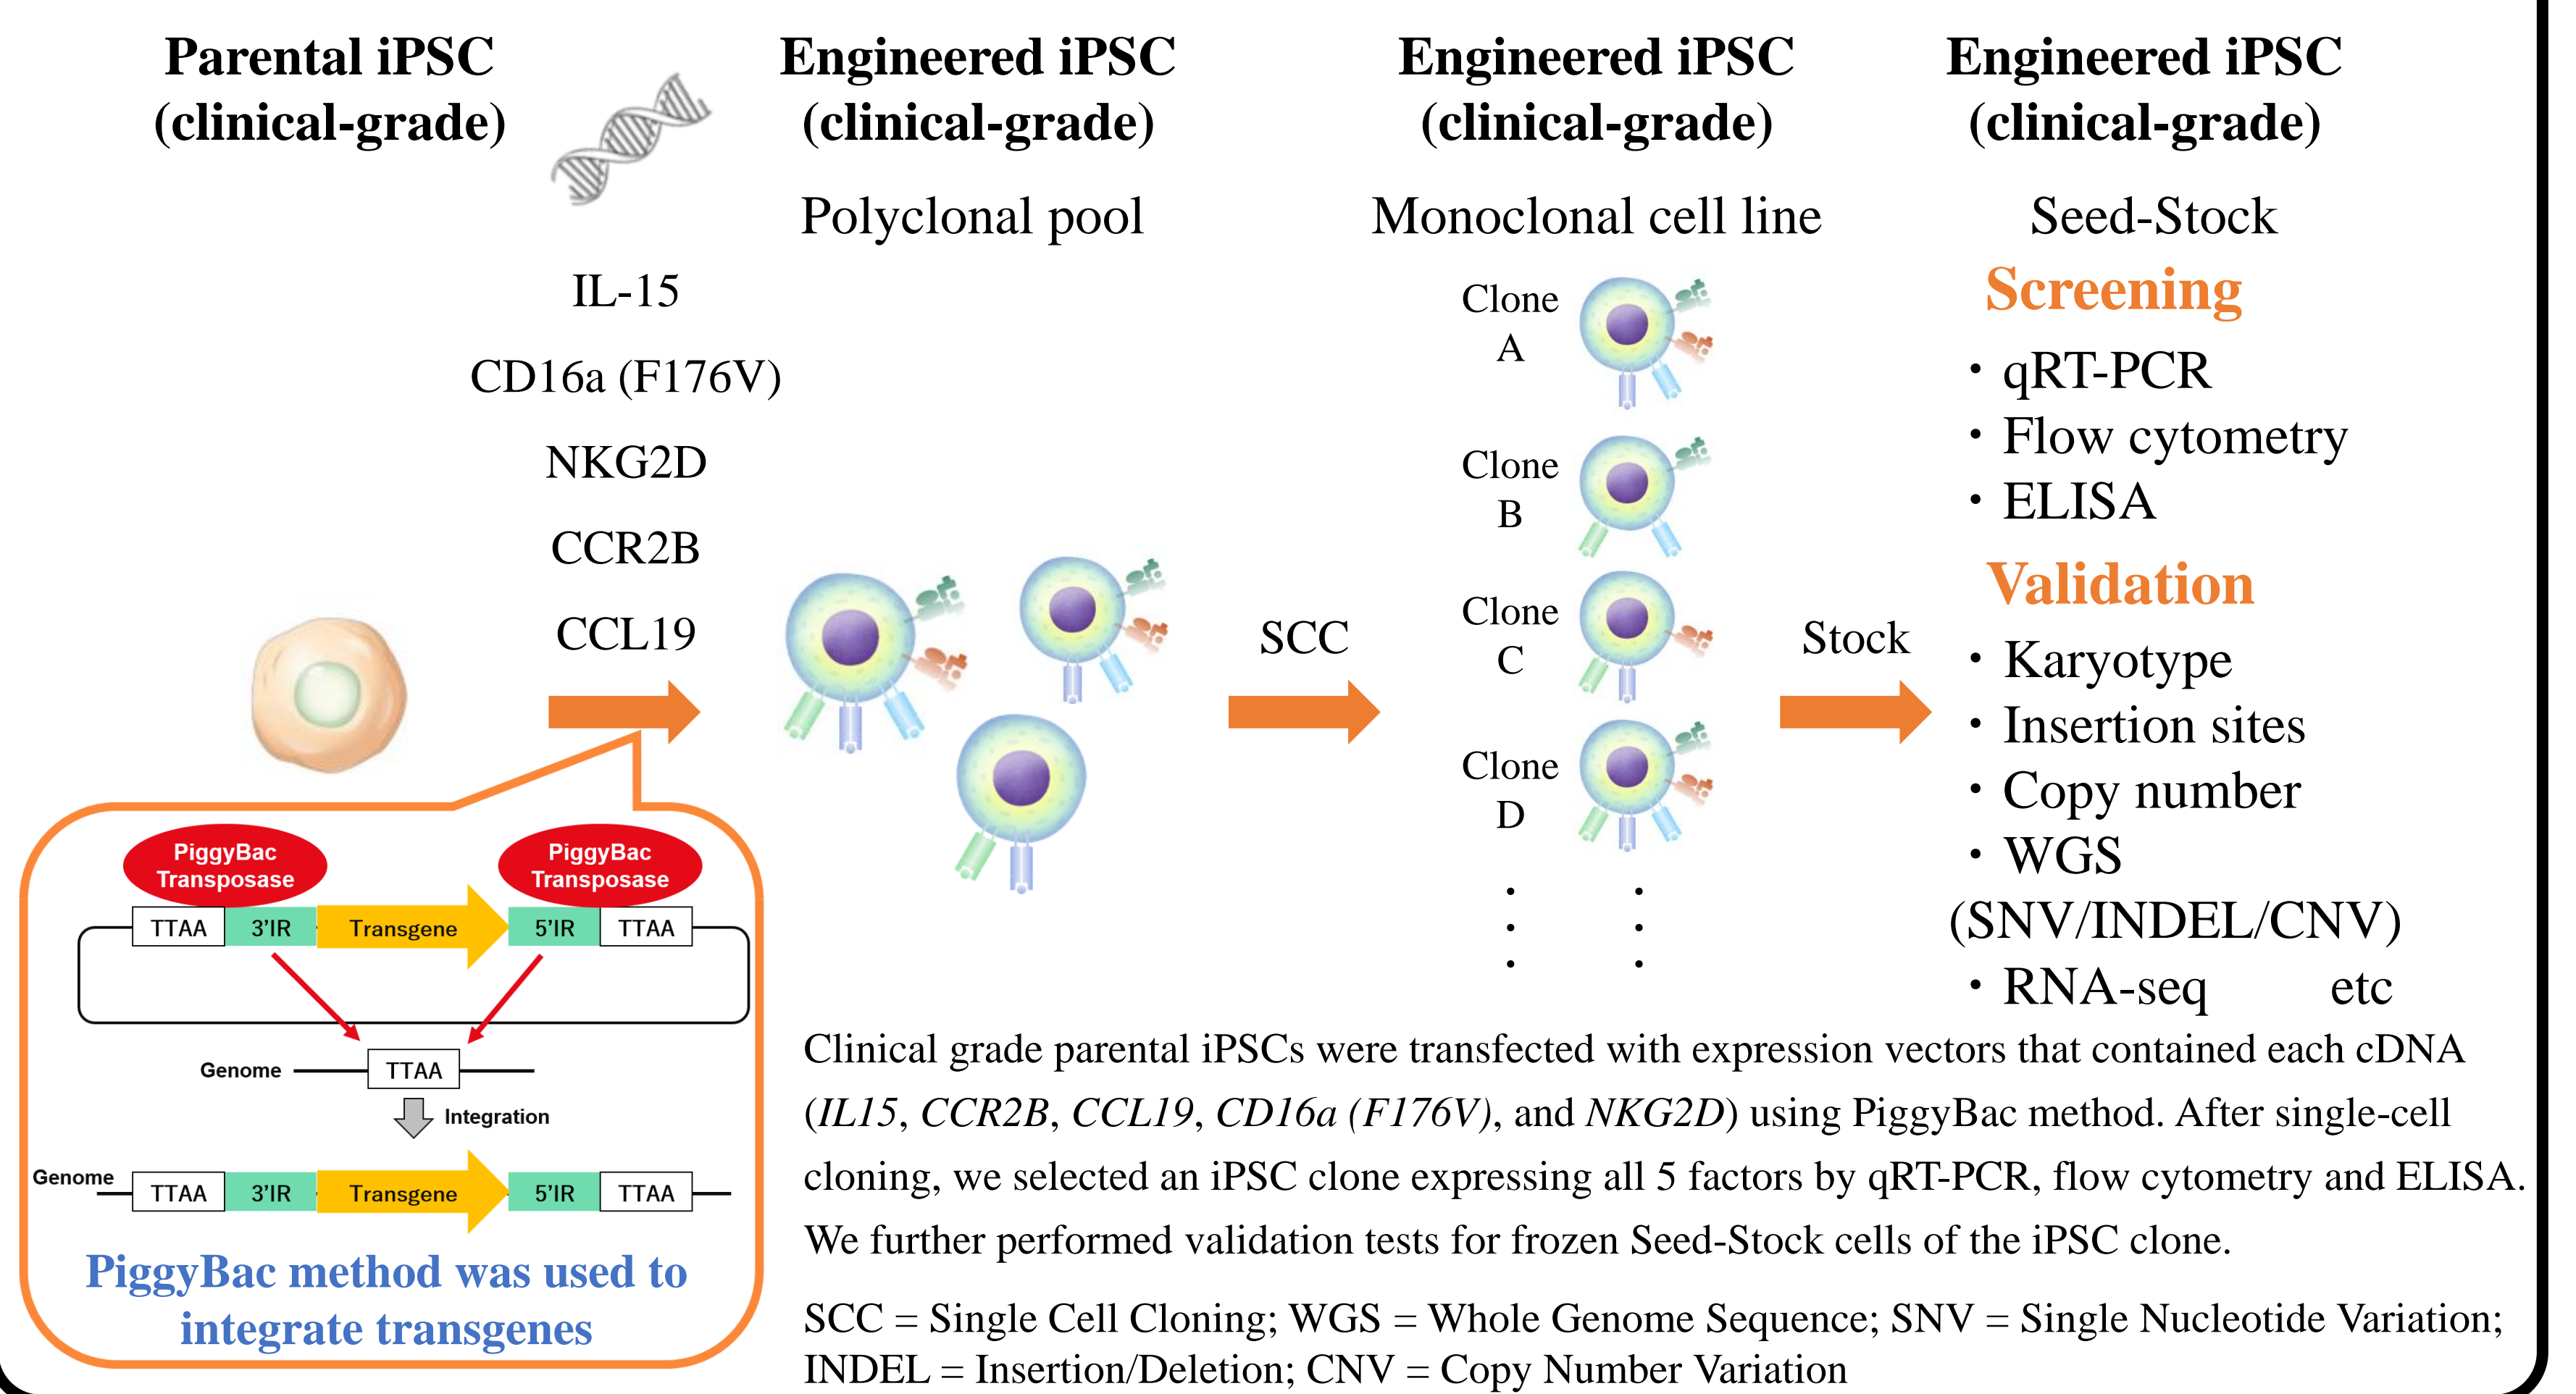 Parental iPSC
(clinical-grade)
IL-15
CD16a (F176V)
NKG2D
CCR2B
CCL19
Engineered iPSC
(clinical-grade)
Polyclonal pool
SCC
Engineered iPSC
(clinical-grade)
Monoclonal cell line
Clone
A
Clone
B
Clone
C
Clone
D
Stock
Engineered iPSC
(clinical-grade)
Seed-Stock
Screening
・qRT-PCR
・Flow cytometry
・ELISA
Validation
・Karyotype
・Insertion sites
・Copy number
・WGS
(SNV/INDEL/CNV)
・RNA-seq etc
PiggyBac
Transposase
PiggyBac
Transposase
TTAA 3'IR Transgene 5'IR TTAA
Genome TTAA
Integration
Genome TTAA 3'IR Transgene 5'IR TTAA
PiggyBac method was used to
integrate transgenes
Clinical grade parental iPSCs were transfected with expression vectors that contained each cDNA
(IL15, CCR2B, CCL19, CD16a (F176V), and NKG2D) using PiggyBac method. After single-cell
cloning, we selected an iPSC clone expressing all 5 factors by qRT-PCR, flow cytometry and ELISA.
We further performed validation tests for frozen Seed-Stock cells of the iPSC clone.
SCC = Single Cell Cloning; WGS = Whole Genome Sequence; SNV = Single Nucleotide Variation;
INDEL = Insertion/Deletion; CNV = Copy Number Variation